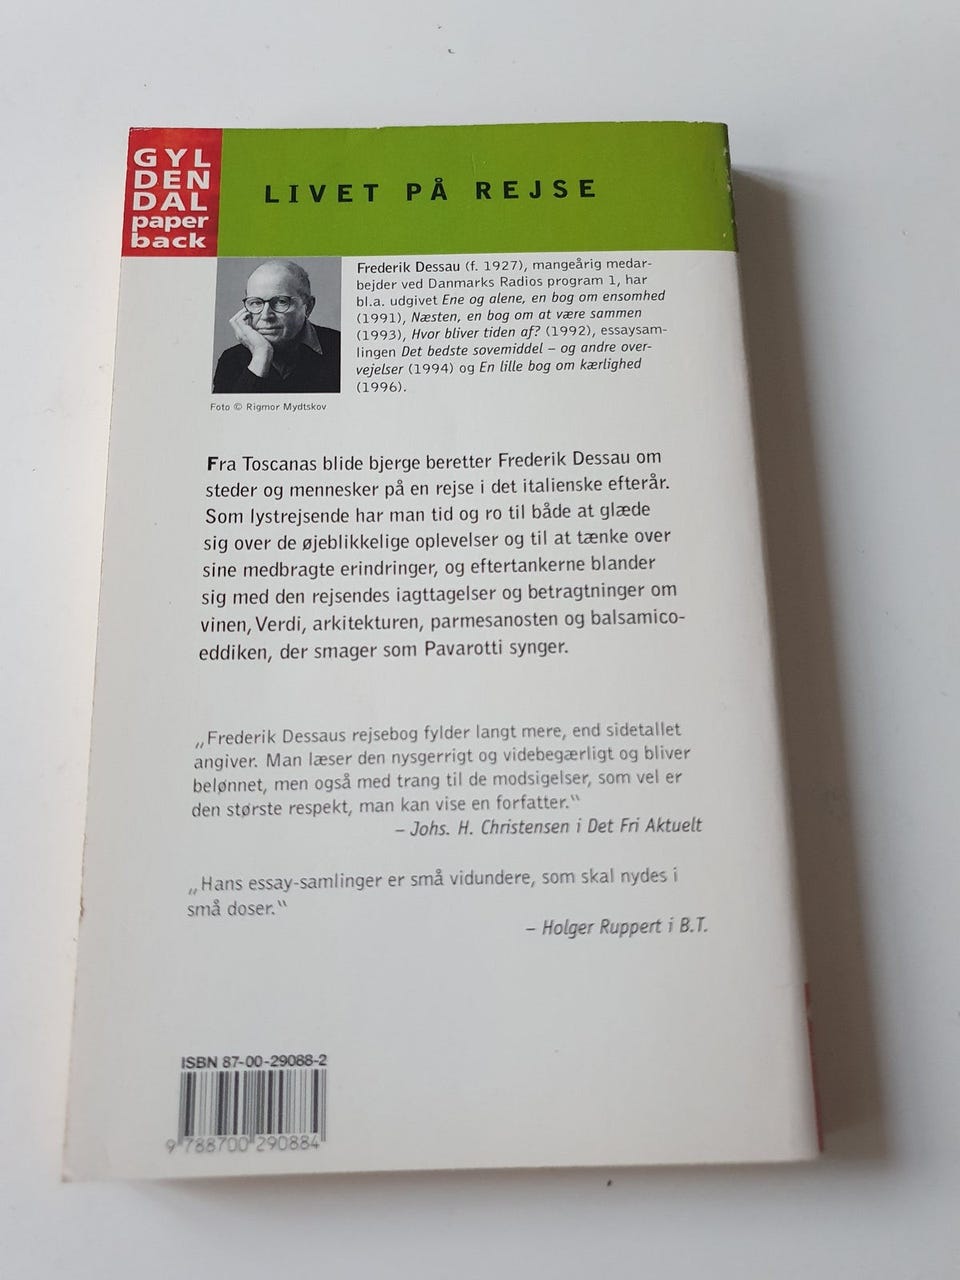 GYL
DEN
DAL
paper
back
LIVET PÅ REJSE
Frederik Dessau (f. 1927), mangeårig medar-
bejder ved Danmarks Radios program 1, har
bl.a. udgivet Ene og alene, en bog om ensomhed
(1991), Næsten, en bog om at være sammen
(1993), Hvor bliver tiden af? (1992), essaysam-
lingen Det bedste sovemiddel – og andre over-
vejelser (1994) og En lille bog om kærlighed
(1996).
Foto © Rigmor Mydtskov
Fra Toscanas blide bjerge beretter Frederik Dessau om
steder og mennesker på en rejse i det italienske efterår.
Som lystrejsende har man tid og ro til både at glæde
sig over de øjeblikkelige oplevelser og til at tænke over
sine medbragte erindringer, og eftertankerne blander
sig med den rejsendes iagttagelser og betragtninger om
vinen, Verdi, arkitekturen, parmesanosten og balsamico-
eddiken, der smager som Pavarotti synger.
„Frederik Dessaus rejsebog fylder langt mere, end sidetallet
angiver. Man læser den nysgerrigt og videbegærligt og bliver
belønnet, men også med trang til de modsigelser, som vel er
den største respekt, man kan vise en forfatter.“
– Johs. H. Christensen i Det Fri Aktuelt
„Hans essay-samlinger er små vidundere, som skal nydes i
små doser.“
– Holger Ruppert i B.T.
ISBN 87-00-29088-2
9 788700 290884